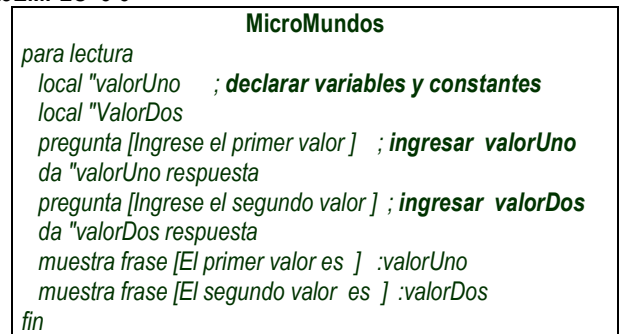 MicroMundos
para lectura
local "valorUno ; declarar variables y constantes
local "ValorDos
pregunta [Ingrese el primer valor ] ; ingresar valorUno
da "valorUno respuesta
pregunta [Ingrese el segundo valor ] ; ingresar valorDos
da "valorDos respuesta
muestra frase [El primer valor es ] :valorUno
muestra frase [El segundo valor es ] :valorDos
fin